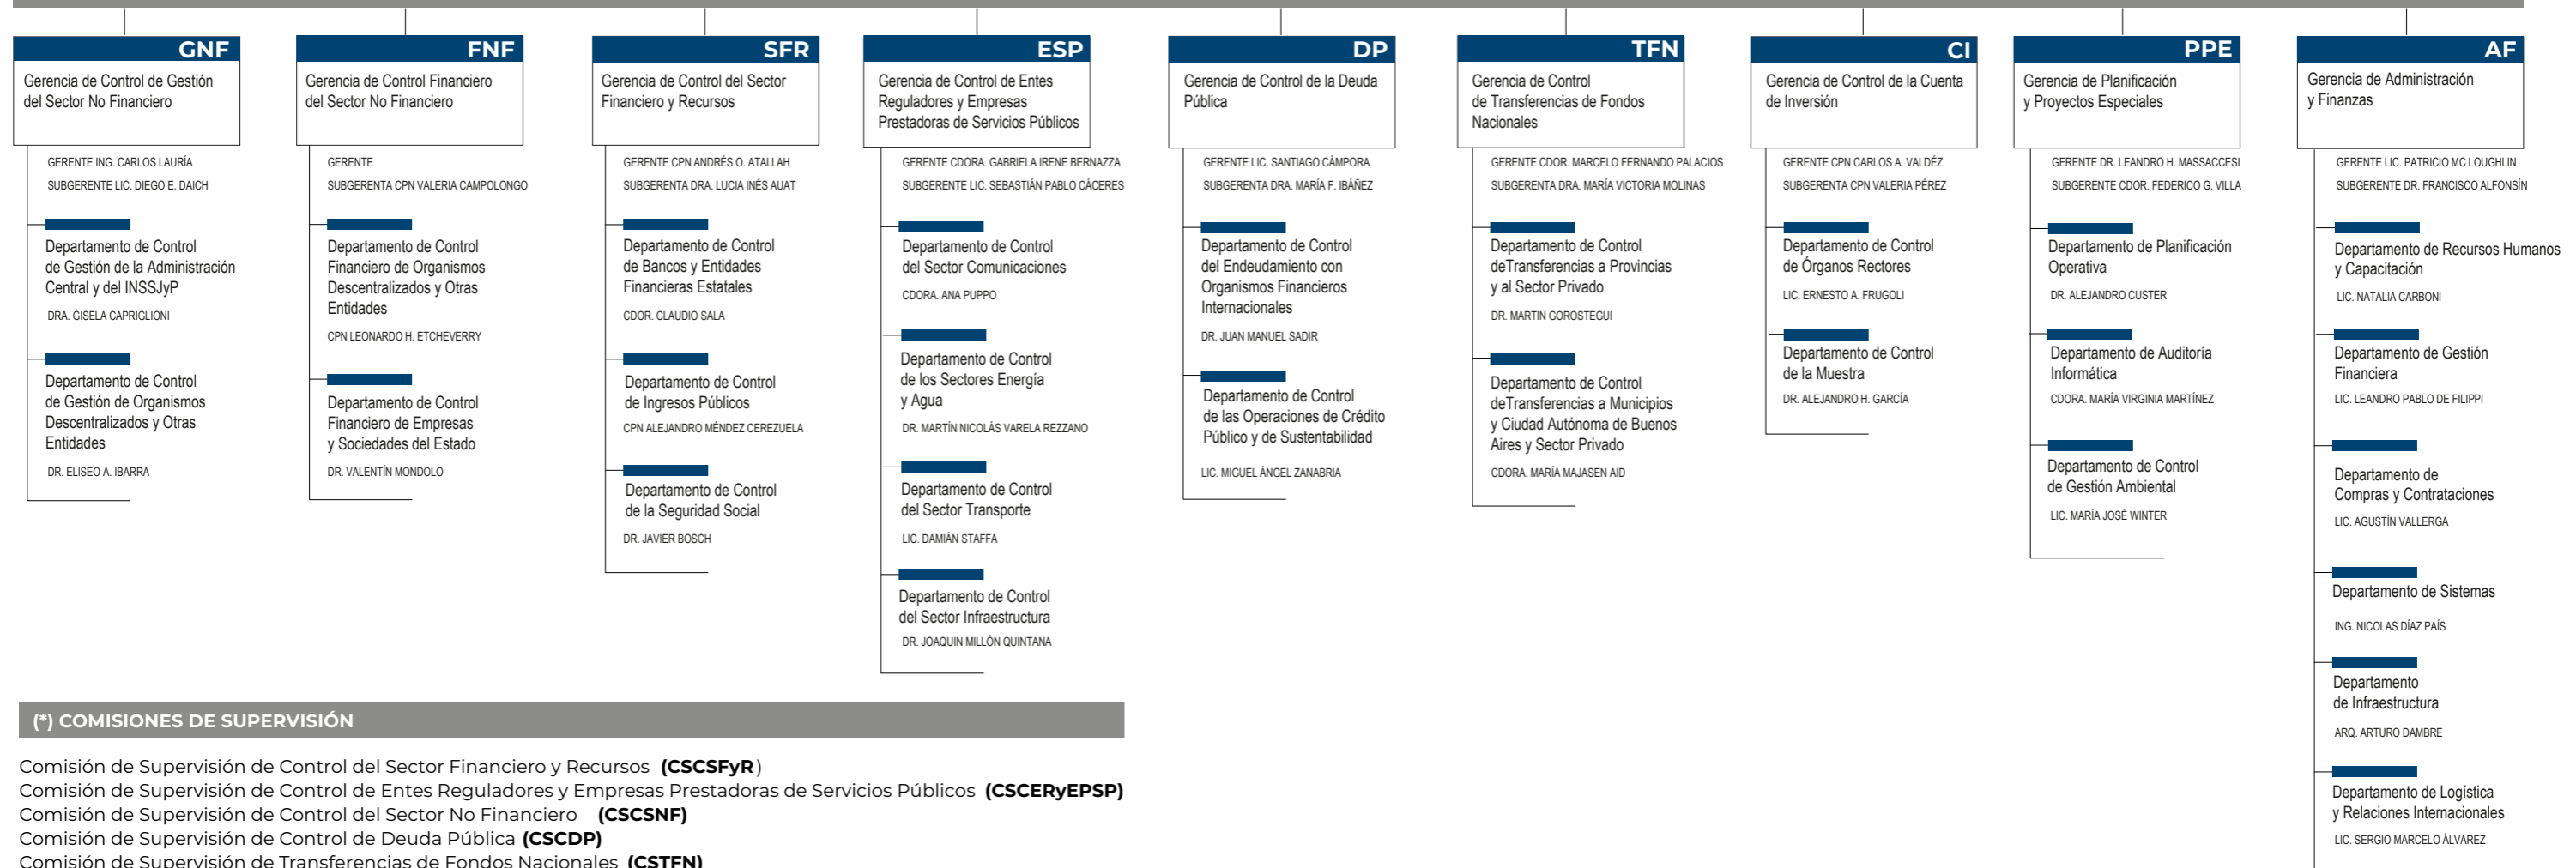 GNF
Gerencia de Control de Gestión
del Sector No Financiero
GERENTE ING. CARLOS LAURÍA
SUBGERENTE LIC. DIEGO E. DAICH
Departamento de Control
de Gestión de la Administración
Central y del INSSJyP
DRA. GISELA CAPRIGLIONI
Departamento de Control
de Gestión de Organismos
Descentralizados y Otras
Entidades
DR. ELISEO A. IBARRA
FNF
Gerencia de Control Financiero
del Sector No Financiero
GERENTE
SUBGERENTA CPN VALERIA CAMPOLONGO
Departamento de Control
Financiero de Organismos
Descentralizados y Otras
Entidades
CPN LEONARDO H. ETCHEVERRY
Departamento de Control
Financiero de Empresas
y Sociedades del Estado
DR. VALENTÍN MONDOLO
SFR
Gerencia de Control del Sector
Financiero y Recursos
GERENTE CPN ANDRÉS O. ATALLAH
SUBGERENTA DRA. LUCIA INÉS AUAT
Departamento de Control
de Bancos y Entidades
Financieras Estatales
CDOR. CLAUDIO SALA
Departamento de Control
de Ingresos Públicos
CPN ALEJANDRO MÉNDEZ CEREZUELA
Departamento de Control
de la Seguridad Social
DR. JAVIER BOSCH
ESP
Gerencia de Control de Entes
Reguladores y Empresas
Prestadoras de Servicios Públicos
GERENTE CDORA. GABRIELA IRENE BERNAZZA
SUBGERENTE LIC. SEBASTIÁN PABLO CÁCERES
Departamento de Control
del Sector Comunicaciones
CDORA. ANA PUPPO
Departamento de Control
de los Sectores Energía
y Agua
DR. MARTÍN NICOLÁS VARELA REZZANO
Departamento de Control
del Sector Transporte
LIC. DAMIÁN STAFFA
Departamento de Control
del Sector Infraestructura
DR. JOAQUIN MILLÓN QUINTANA
DP
Gerencia de Control de la Deuda
Pública
GERENTE LIC. SANTIAGO CÁMPORA
SUBGERENTA DRA. MARÍA F. IBÁÑEZ
Departamento de Control
del Endeudamiento con
Organismos Financieros
Internacionales
DR. JUAN MANUEL SADIR
Departamento de Control
de las Operaciones de Crédito
Público y de Sustentabilidad
LIC. MIGUEL ÁNGEL ZANABRIA
TFN
Gerencia de Control
de Transferencias de Fondos
Nacionales
GERENTE CDOR. MARCELO FERNANDO PALACIOS
SUBGERENTA DRA. MARÍA VICTORIA MOLINAS
Departamento de Control
deTransferencias a Provincias
y al Sector Privado
DR. MARTIN GOROSTEGUI
Departamento de Control
deTransferencias a Municipios
y Ciudad Autónoma de Buenos
Aires y Sector Privado
CDORA. MARÍA MAJASEN AID
CI
Gerencia de Control de la Cuenta
de Inversión
GERENTE CPN CARLOS A. VALDÉZ
SUBGERENTA CPN VALERIA PÉREZ
Departamento de Control
de Órganos Rectores
LIC. ERNESTO A. FRUGOLI
Departamento de Control
de la Muestra
DR. ALEJANDRO H. GARCÍA
PPE
Gerencia de Planificación
y Proyectos Especiales
GERENTE DR. LEANDRO H. MASSACCESI
SUBGERENTE CDOR. FEDERICO G. VILLA
Departamento de Planificación
Operativa
DR. ALEJANDRO CUSTER
Departamento de Auditoría
Informática
CDORA. MARÍA VIRGINIA MARTÍNEZ
Departamento de Control
de Gestión Ambiental
LIC. MARÍA JOSÉ WINTER
AF
Gerencia de Administración
y Finanzas
GERENTE LIC. PATRICIO MC LOUGHLIN
SUBGERENTE DR. FRANCISCO ALFONSÍN
Departamento de Recursos Humanos
y Capacitación
LIC. NATALIA CARBONI
Departamento de Gestión
Financiera
LIC. LEANDRO PABLO DE FILIPPI
Departamento de
Compras y Contrataciones
LIC. AGUSTÍN VALLERGA
Departamento de Sistemas
ING. NICOLAS DÍAZ PAÍS
Departamento
de Infraestructura
ARQ. ARTURO DAMBRE
Departamento de Logística
y Relaciones Internacionales
LIC. SERGIO MARCELO ÁLVAREZ
(*) COMISIONES DE SUPERVISIÓN
Comisión de Supervisión de Control del Sector Financiero y Recursos (CSCSFyR)
Comisión de Supervisión de Control de Entes Reguladores y Empresas Prestadoras de Servicios Públicos (CSCERyEPSP)
Comisión de Supervisión de Control del Sector No Financiero (CSCSNF)
Comisión de Supervisión de Control de Deuda Pública (CSCDP)
Comisión de Supervisión de Transferencias de Fondos Nacionales (CSTFN)